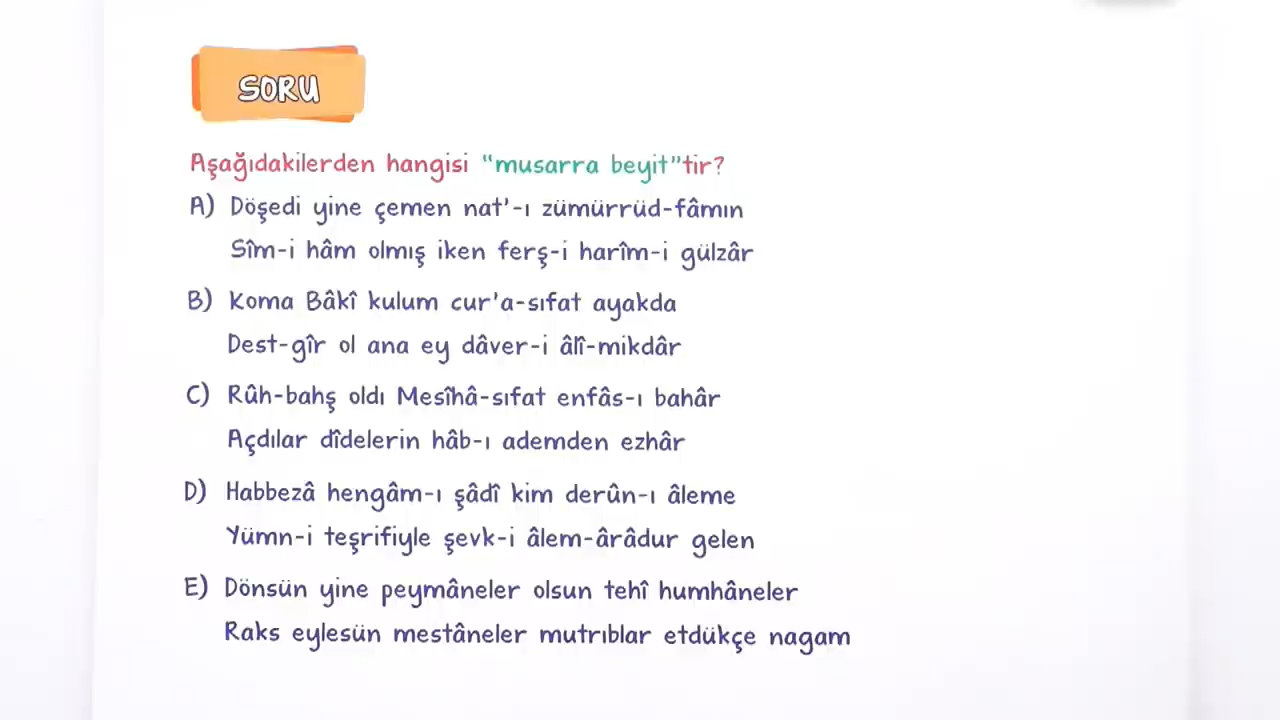 SORU
Aşağıdakilerden hangisi "musarra beyit"tir?
A) Döşedi yine çemen nat'-ı zümürrüd-fâmın
Sîm-i hâm olmış iken ferş-i harîm-i gülzâr
B) Koma Bâkî kulum cur'a-sıfat ayakda
Dest-gîr ol ana ey dâver-i âlî-mikdâr
C) Rûh-bahş oldı Mesîhâ-sıfat enfâs-ı bahâr
Açdılar dîdelerin hâb-ı ademden ezhâr
D) Habbezâ hengâm-ı şâdî kim derûn-ı âleme
Yümn-i teşrifiyle şevk-i âlem-ârâdur gelen
E) Dönsün yine peymâneler olsun tehî humhâneler
Raks eylesün mestâneler mutrıblar etdükçe nagam